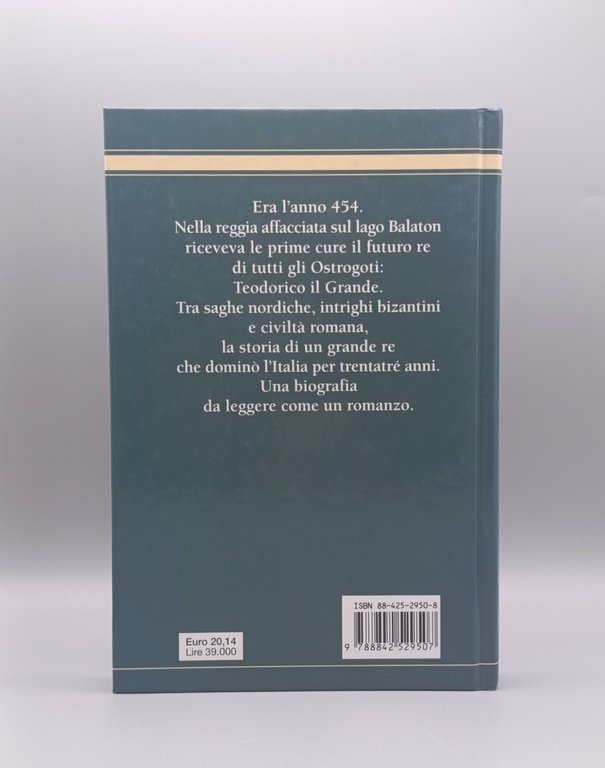 Era l'anno 454.
Nella reggia affacciata sul lago Balaton
riceveva le prime cure il futuro re
di tutti gli Ostrogoti:
Teodorico il Grande.
Tra saghe nordiche, intrighi bizantini
e civiltà romana,
la storia di un grande re
che dominò l'Italia per trentatré anni.
Una biografia
da leggere come un romanzo.
ISBN 88-425-2950-8
9 788842 529507
Euro 20,14
Lire 39.000